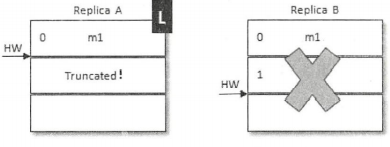 Replica A
L
0 m1
HW
Truncated!
Replica B
0 m1
1
HW